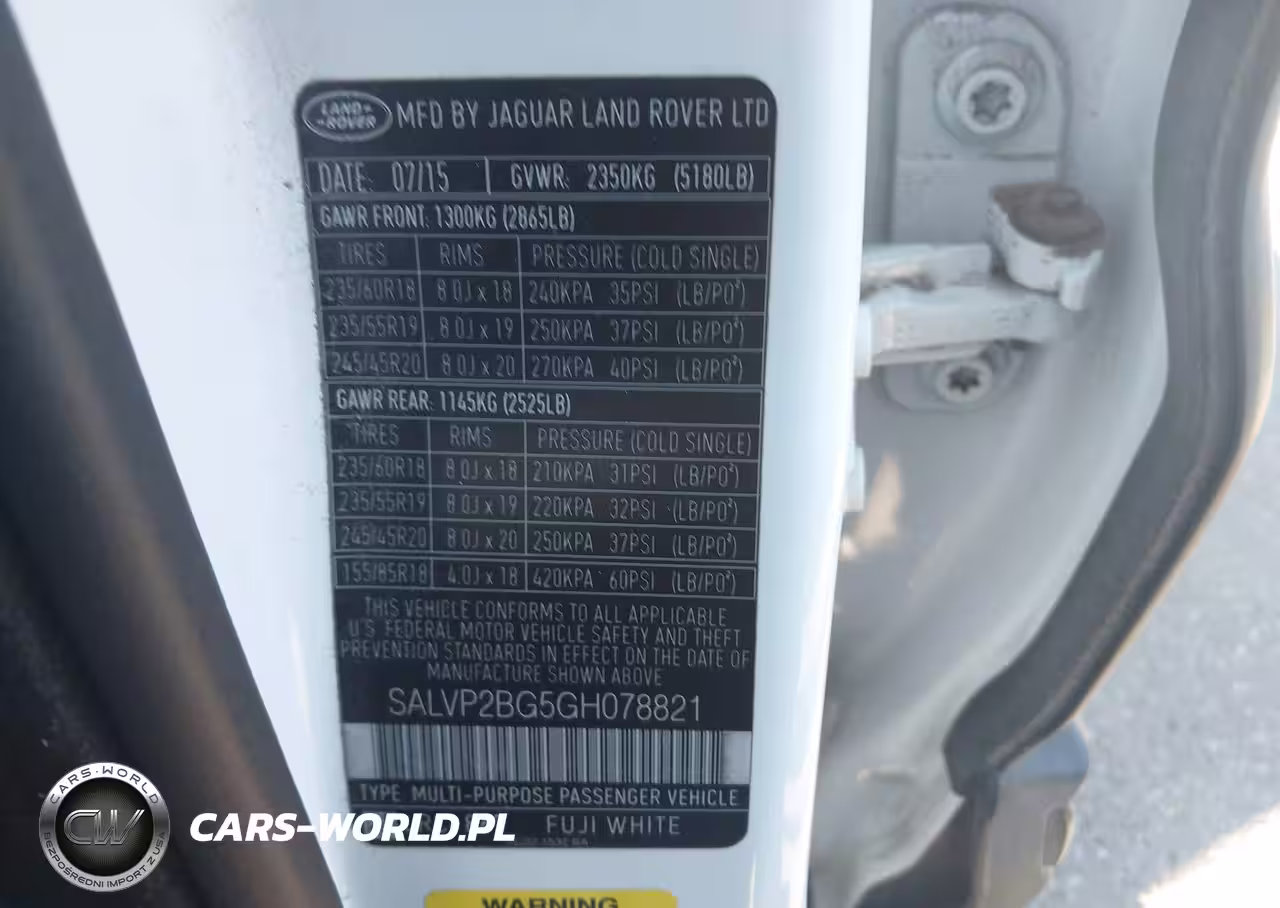 LAND-
-ROVER
MFD BY JAGUAR LAND ROVER LTD
DATE: 07/15 GVWR: 2350KG (5180LB)
GAWR FRONT: 1300KG (2865LB)
TIRES RIMS PRESSURE (COLD SINGLE)
235/60R18 8.0J x 18 240KPA 35PSI (LB/PO²)
235/55R19 8.0J x 19 250KPA 37PSI (LB/PO²)
245/45R20 8.0J x 20 270KPA 40PSI (LB/PO²)
GAWR REAR: 1145KG (2525LB)
TIRES RIMS PRESSURE (COLD SINGLE)
235/60R18 8.0J x 18 210KPA 31PSI (LB/PO²)
235/55R19 8.0J x 19 220KPA 32PSI (LB/PO²)
245/45R20 8.0J x 20 250KPA 37PSI (LB/PO²)
155/85R18 4.0J x 18 420KPA 60PSI (LB/PO²)
THIS VEHICLE CONFORMS TO ALL APPLICABLE
U.S. FEDERAL MOTOR VEHICLE SAFETY AND THEFT
PREVENTION STANDARDS IN EFFECT ON THE DATE OF
MANUFACTURE SHOWN ABOVE
SALVP2BG5GH078821
TYPE MULTI-PURPOSE PASSENGER VEHICLE
FUJI WHITE
WARNING
CARS-WORLD
CW
BEZPOŚREDNI IMPORT Z USA
CARS-WORLD.PL